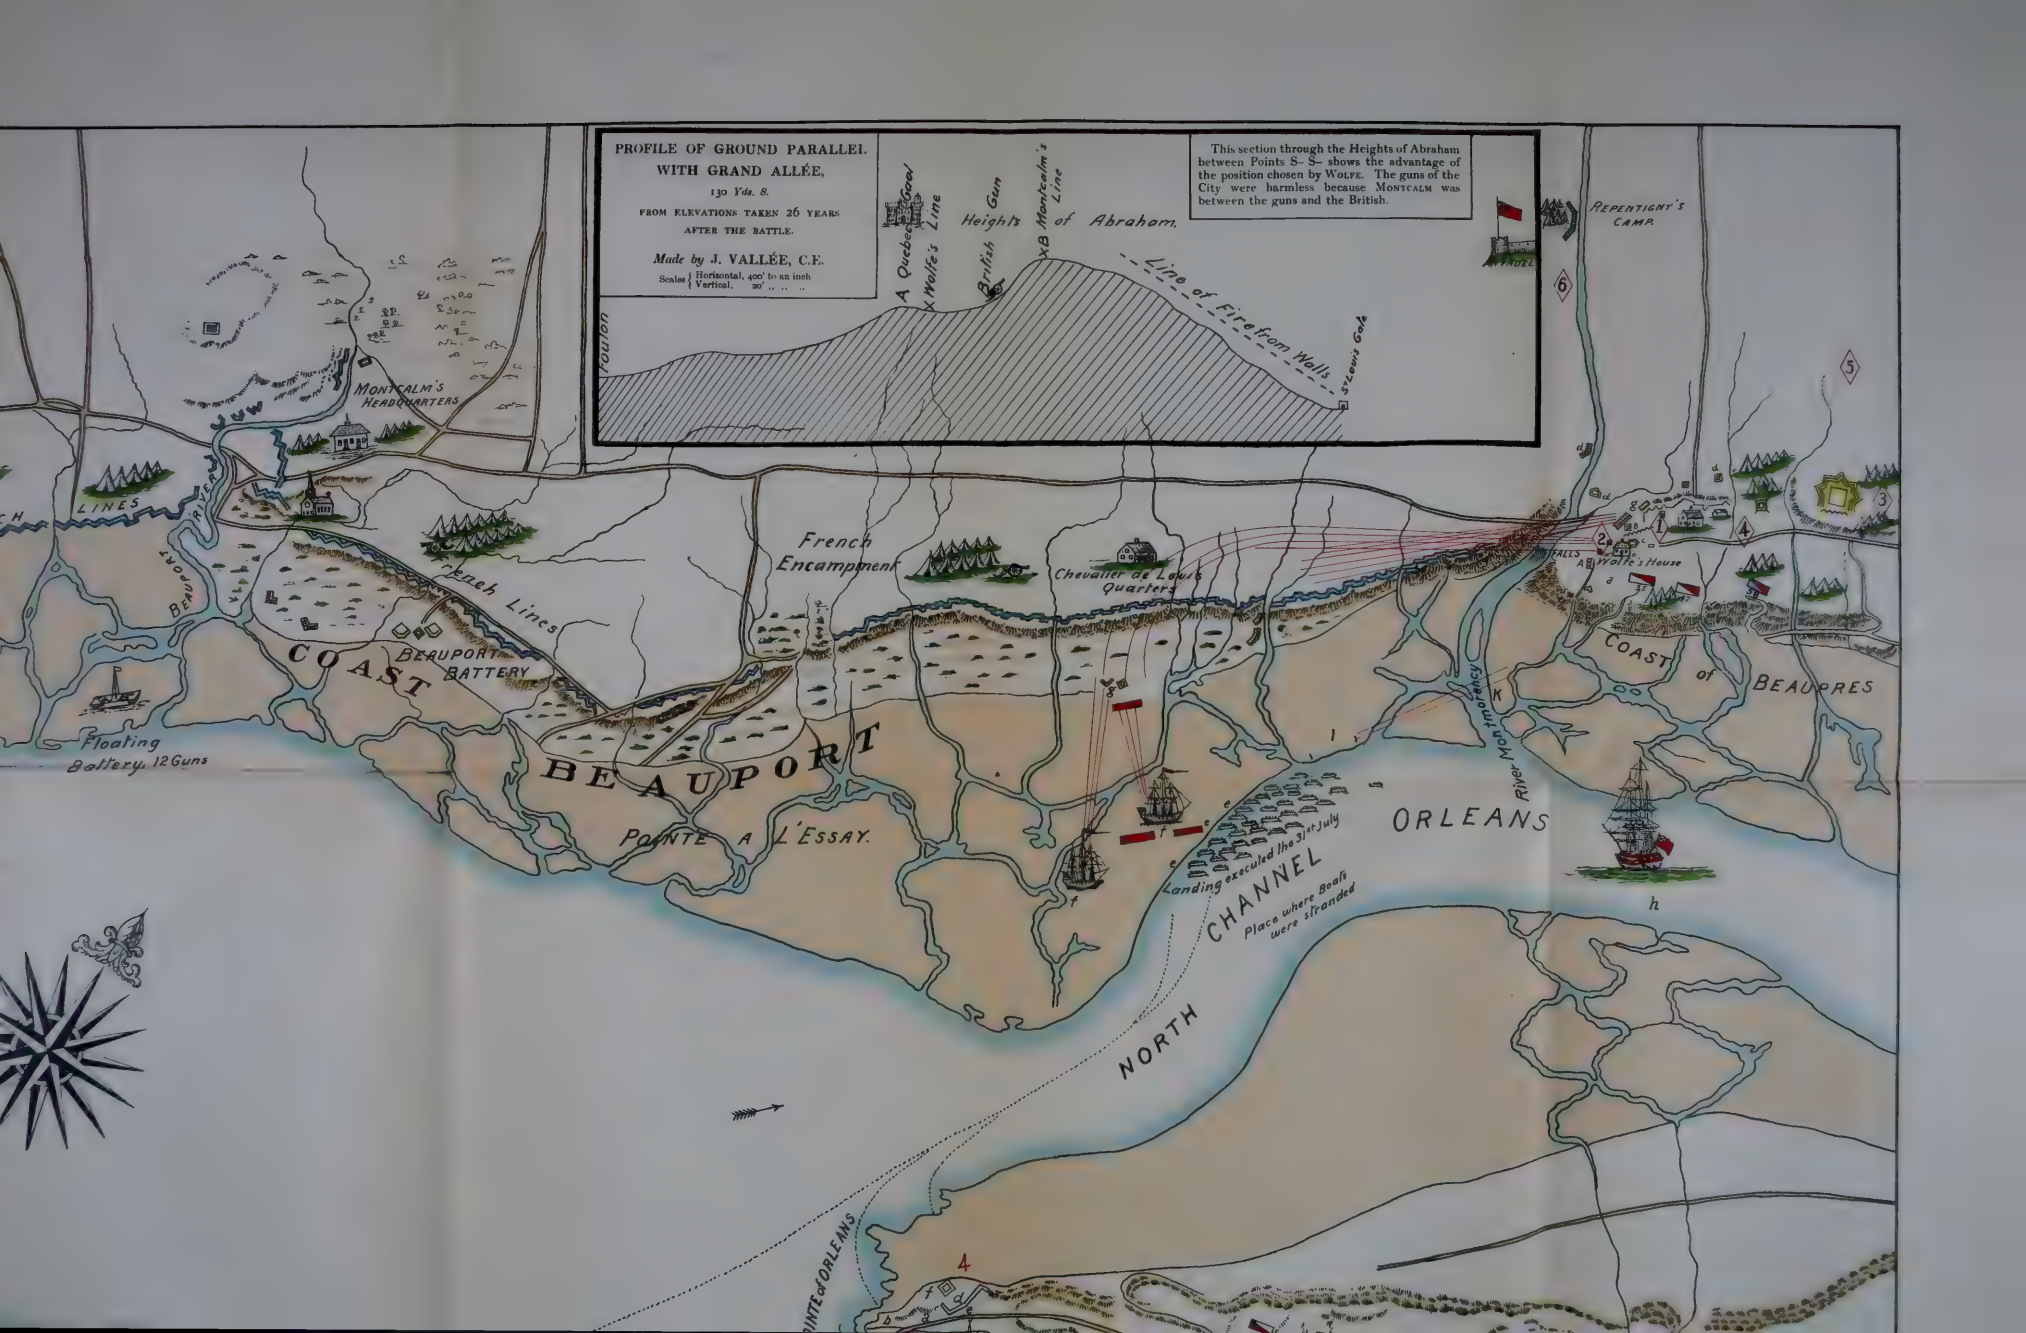 PROFILE OF GROUND PARALLEL
WITH GRAND ALLÉE,
130 Yds. S.
FROM ELEVATIONS TAKEN 26 YEARS
AFTER THE BATTLE.
Made by J. VALLÉE, C.E.
Scales { Horizontal, 400' to an inch
Vertical, 20' " " "
A Quebec Gaol
X Wolfe's Line
British Gun
XB Montcalm's
Line
Heights of Abraham.
This section through the Heights of Abraham
between Points S– S– shows the advantage of
the position chosen by WOLFE. The guns of the
City were harmless because MONTCALM was
between the guns and the British.
Line of Fire from Walls
St Louis Gate
Foulon
REPENTIGNY'S
CAMP.
6
5
3
1
2
4
MONTCALM'S
HEADQUARTERS
LINES
RIVER
BEAUPORT
French Lines
French
Encampment
Chevalier de Levis
Quarters
FALLS
A Wolfe's House
a
d
d
d
g
BEAUPORT
BATTERY
COAST
BEAUPORT
COAST
of
BEAUPRES
K
l
River Montmorency
Floating
Battery, 12 Guns
POINTE A L'ESSAY.
f
e
e
e
f
Landing executed the 31st July
ORLEANS
CHANNEL
Place where Boats
were stranded
NORTH
h
POINTE of ORLEANS
4
f
d
e
b